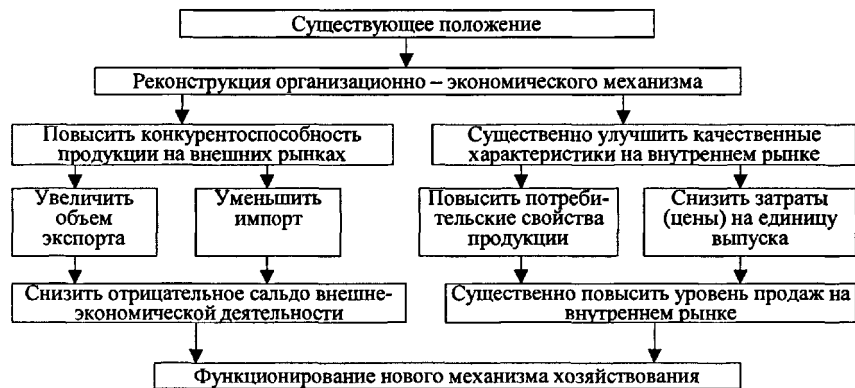 Существующее положение
Реконструкция организационно – экономического механизма
Повысить конкурентоспособность
продукции на внешних рынках
Существенно улучшить качественные
характеристики на внутреннем рынке
Увеличить
объем
экспорта
Уменьшить
импорт
Повысить потреби-
тельские свойства
продукции
Снизить затраты
(цены) на единицу
выпуска
Снизить отрицательное сальдо внешне-
экономической деятельности
Существенно повысить уровень продаж на
внутреннем рынке
Функционирование нового механизма хозяйствования